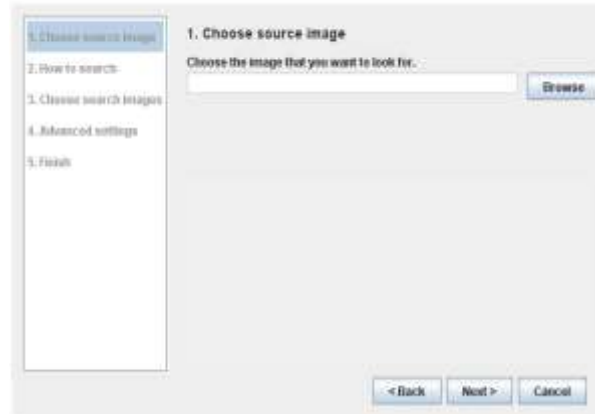 1. Choose source image
2. How to search
3. Choose search images
4. Advanced settings
5. Finish
1. Choose source image
Choose the image that you want to look for.
Browse
< Back
Next >
Cancel